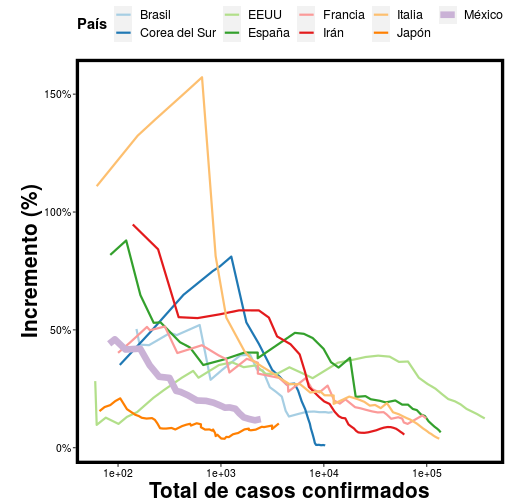 País
Brasil EEUU Francia Italia México
Corea del Sur España Irán Japón
150%
100%
50%
0%
Incremento (%)
1e+02 1e+03 1e+04 1e+05
Total de casos confirmados